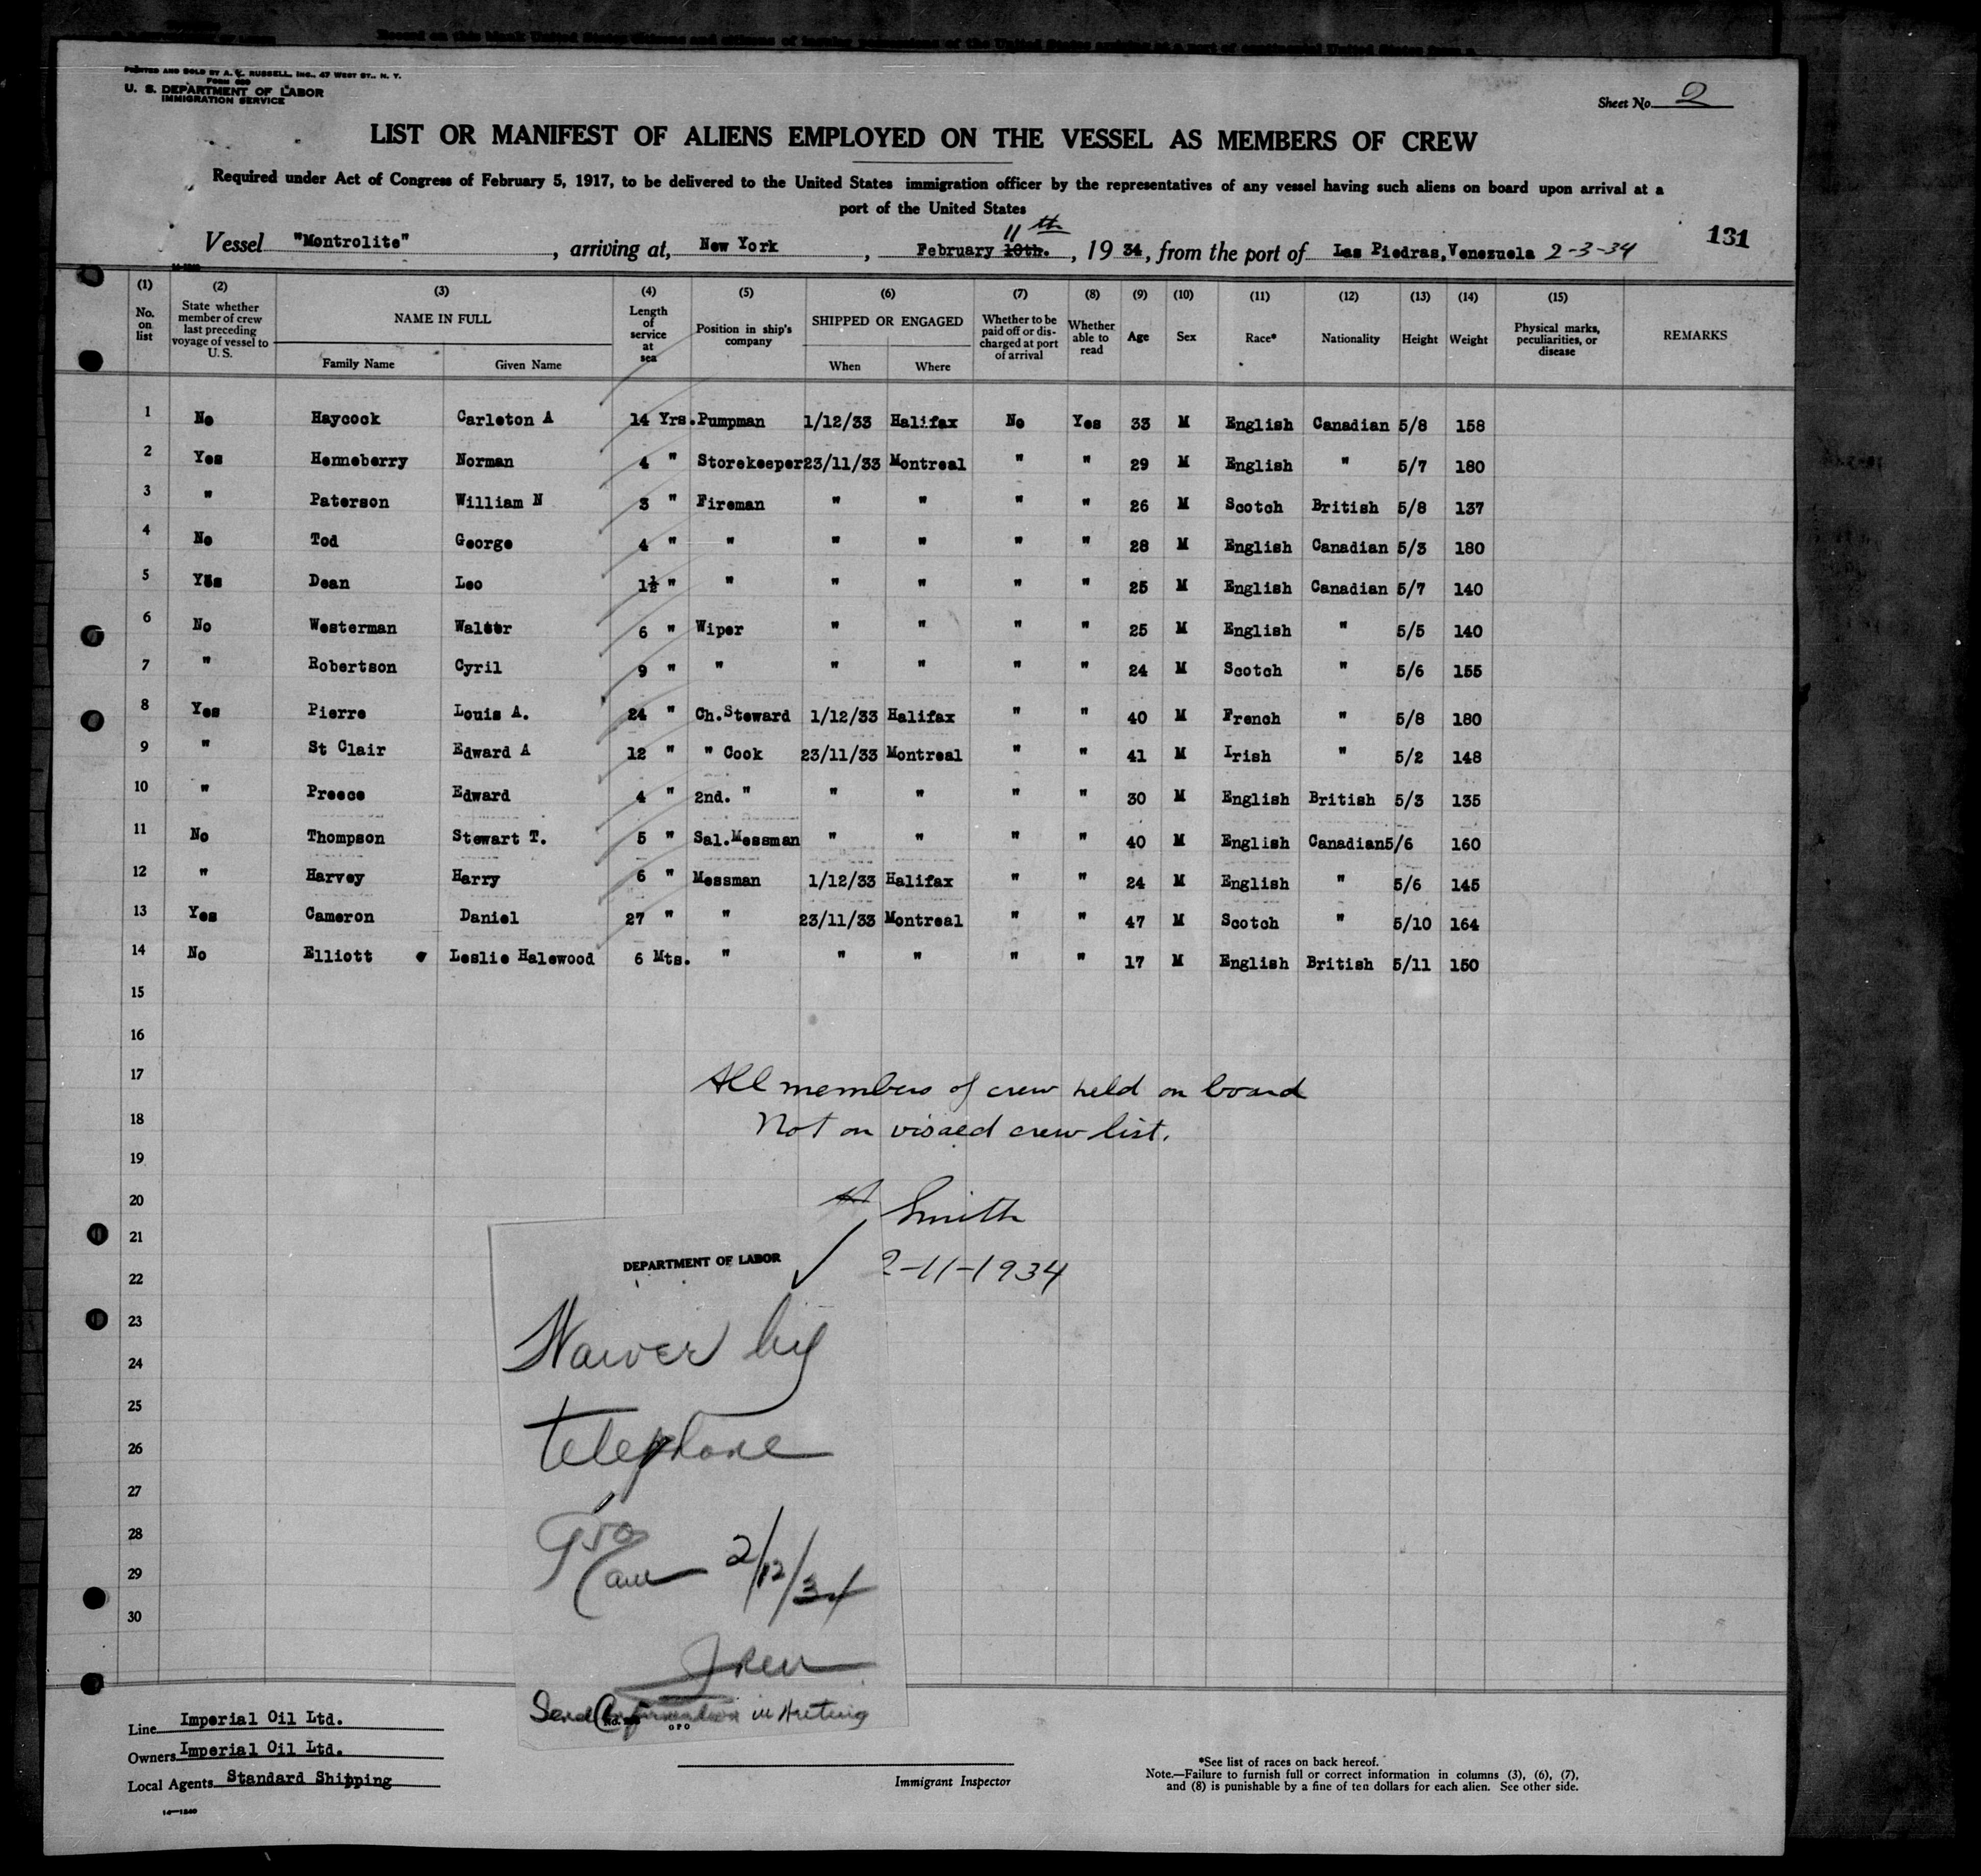 PRINTED AND SOLD BY A. E. RUSSELL, INC., 47 WEST ST., N. Y.
FORM 689
U. S. DEPARTMENT OF LABOR
IMMIGRATION SERVICE
Sheet No. 2
LIST OR MANIFEST OF ALIENS EMPLOYED ON THE VESSEL AS MEMBERS OF CREW
Required under Act of Congress of February 5, 1917, to be delivered to the United States immigration officer by the representatives of any vessel having such aliens on board upon arrival at a
port of the United States
131
Vessel "Montrolite", arriving at, New York, February 10th. 11th, 1934, from the port of Las Piedras, Venezuela 2-3-34
(1) (2) (3) (4) (5) (6) (7) (8) (9) (10) (11) (12) (13) (14) (15)
No. on list | State whether member of crew last preceding voyage of vessel to U. S. | NAME IN FULL | Length of service at sea | Position in ship's company | SHIPPED OR ENGAGED | Whether to be paid off or discharged at port of arrival | Whether able to read | Age | Sex | Race* | Nationality | Height | Weight | Physical marks, peculiarities, or disease | REMARKS
Family Name | Given Name | When | Where
1 No Haycock Carleton A 14 Yrs. Pumpman 1/12/33 Halifax No Yes 33 M English Canadian 5/8 158
2 Yes Henneberry Norman 4 " Storekeeper 23/11/33 Montreal " " 29 M English " 5/7 180
3 " Paterson William N 3 " Fireman " " " " 26 M Scotch British 5/8 137
4 No Tod George 4 " " " " " " 28 M English Canadian 5/3 180
5 Yes Dean Leo 1½ " " " " " " 25 M English Canadian 5/7 140
6 No Westerman Walter 6 " Wiper " " " " 25 M English " 5/5 140
7 " Robertson Cyril 9 " " " " " " 24 M Scotch " 5/6 155
8 Yes Pierre Louis A. 24 " Ch.Steward 1/12/33 Halifax " " 40 M French " 5/8 180
9 " St Clair Edward A 12 " " Cook 23/11/33 Montreal " " 41 M Irish " 5/2 148
10 " Preece Edward 4 " 2nd. " " " " " 30 M English British 5/3 135
11 No Thompson Stewart T. 5 " Sal.Messman " " " " 40 M English Canadian 5/6 160
12 " Harvey Harry 6 " Messman 1/12/33 Halifax " " 24 M English " 5/6 145
13 Yes Cameron Daniel 27 " " 23/11/33 Montreal " " 47 M Scotch " 5/10 164
14 No Elliott Leslie Halewood 6 Mts. " " " " " 17 M English British 5/11 150
15
16
17
18
19
20
21
22
23
24
25
26
27
28
29
30
All members of crew held on board
Not on visaed crew list.
Smith
2-11-1934
DEPARTMENT OF LABOR
Waiver by
telephone
950
am 2/12/34
Send Confirmation in writing
GPO
Line Imperial Oil Ltd.
Owners Imperial Oil Ltd.
Local Agents Standard Shipping
14—1240
Immigrant Inspector
*See list of races on back hereof.
Note.—Failure to furnish full or correct information in columns (3), (6), (7),
and (8) is punishable by a fine of ten dollars for each alien. See other side.